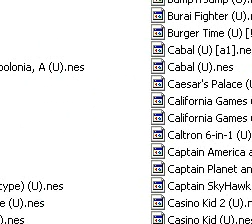 Burai Fighter (U).
Burger Time (U) [!
Cabal (U) [a1].ne
polonia, A (U).nes
Cabal (U).nes
Caesar's Palace (
California Games
California Games (
Caltron 6-in-1 (U)
Captain America a
Captain Planet an
type) (U).nes
Captain SkyHawk
e (U).nes
Casino Kid 2 (U).n
).nes
Casino Kid (U).ne